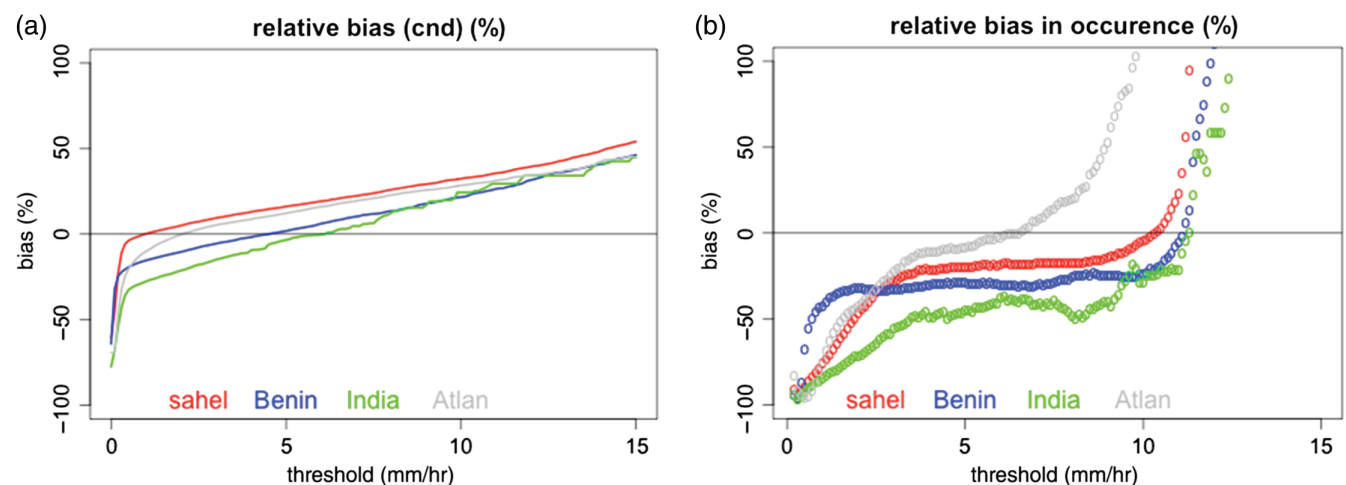 (a)
relative bias (cnd) (%)
bias (%)
100
50
0
−50
−100
sahel Benin India Atlan
0 5 10 15
threshold (mm/hr)
(b)
relative bias in occurence (%)
bias (%)
100
50
0
−50
−100
sahel Benin India Atlan
0 5 10 15
threshold (mm/hr)